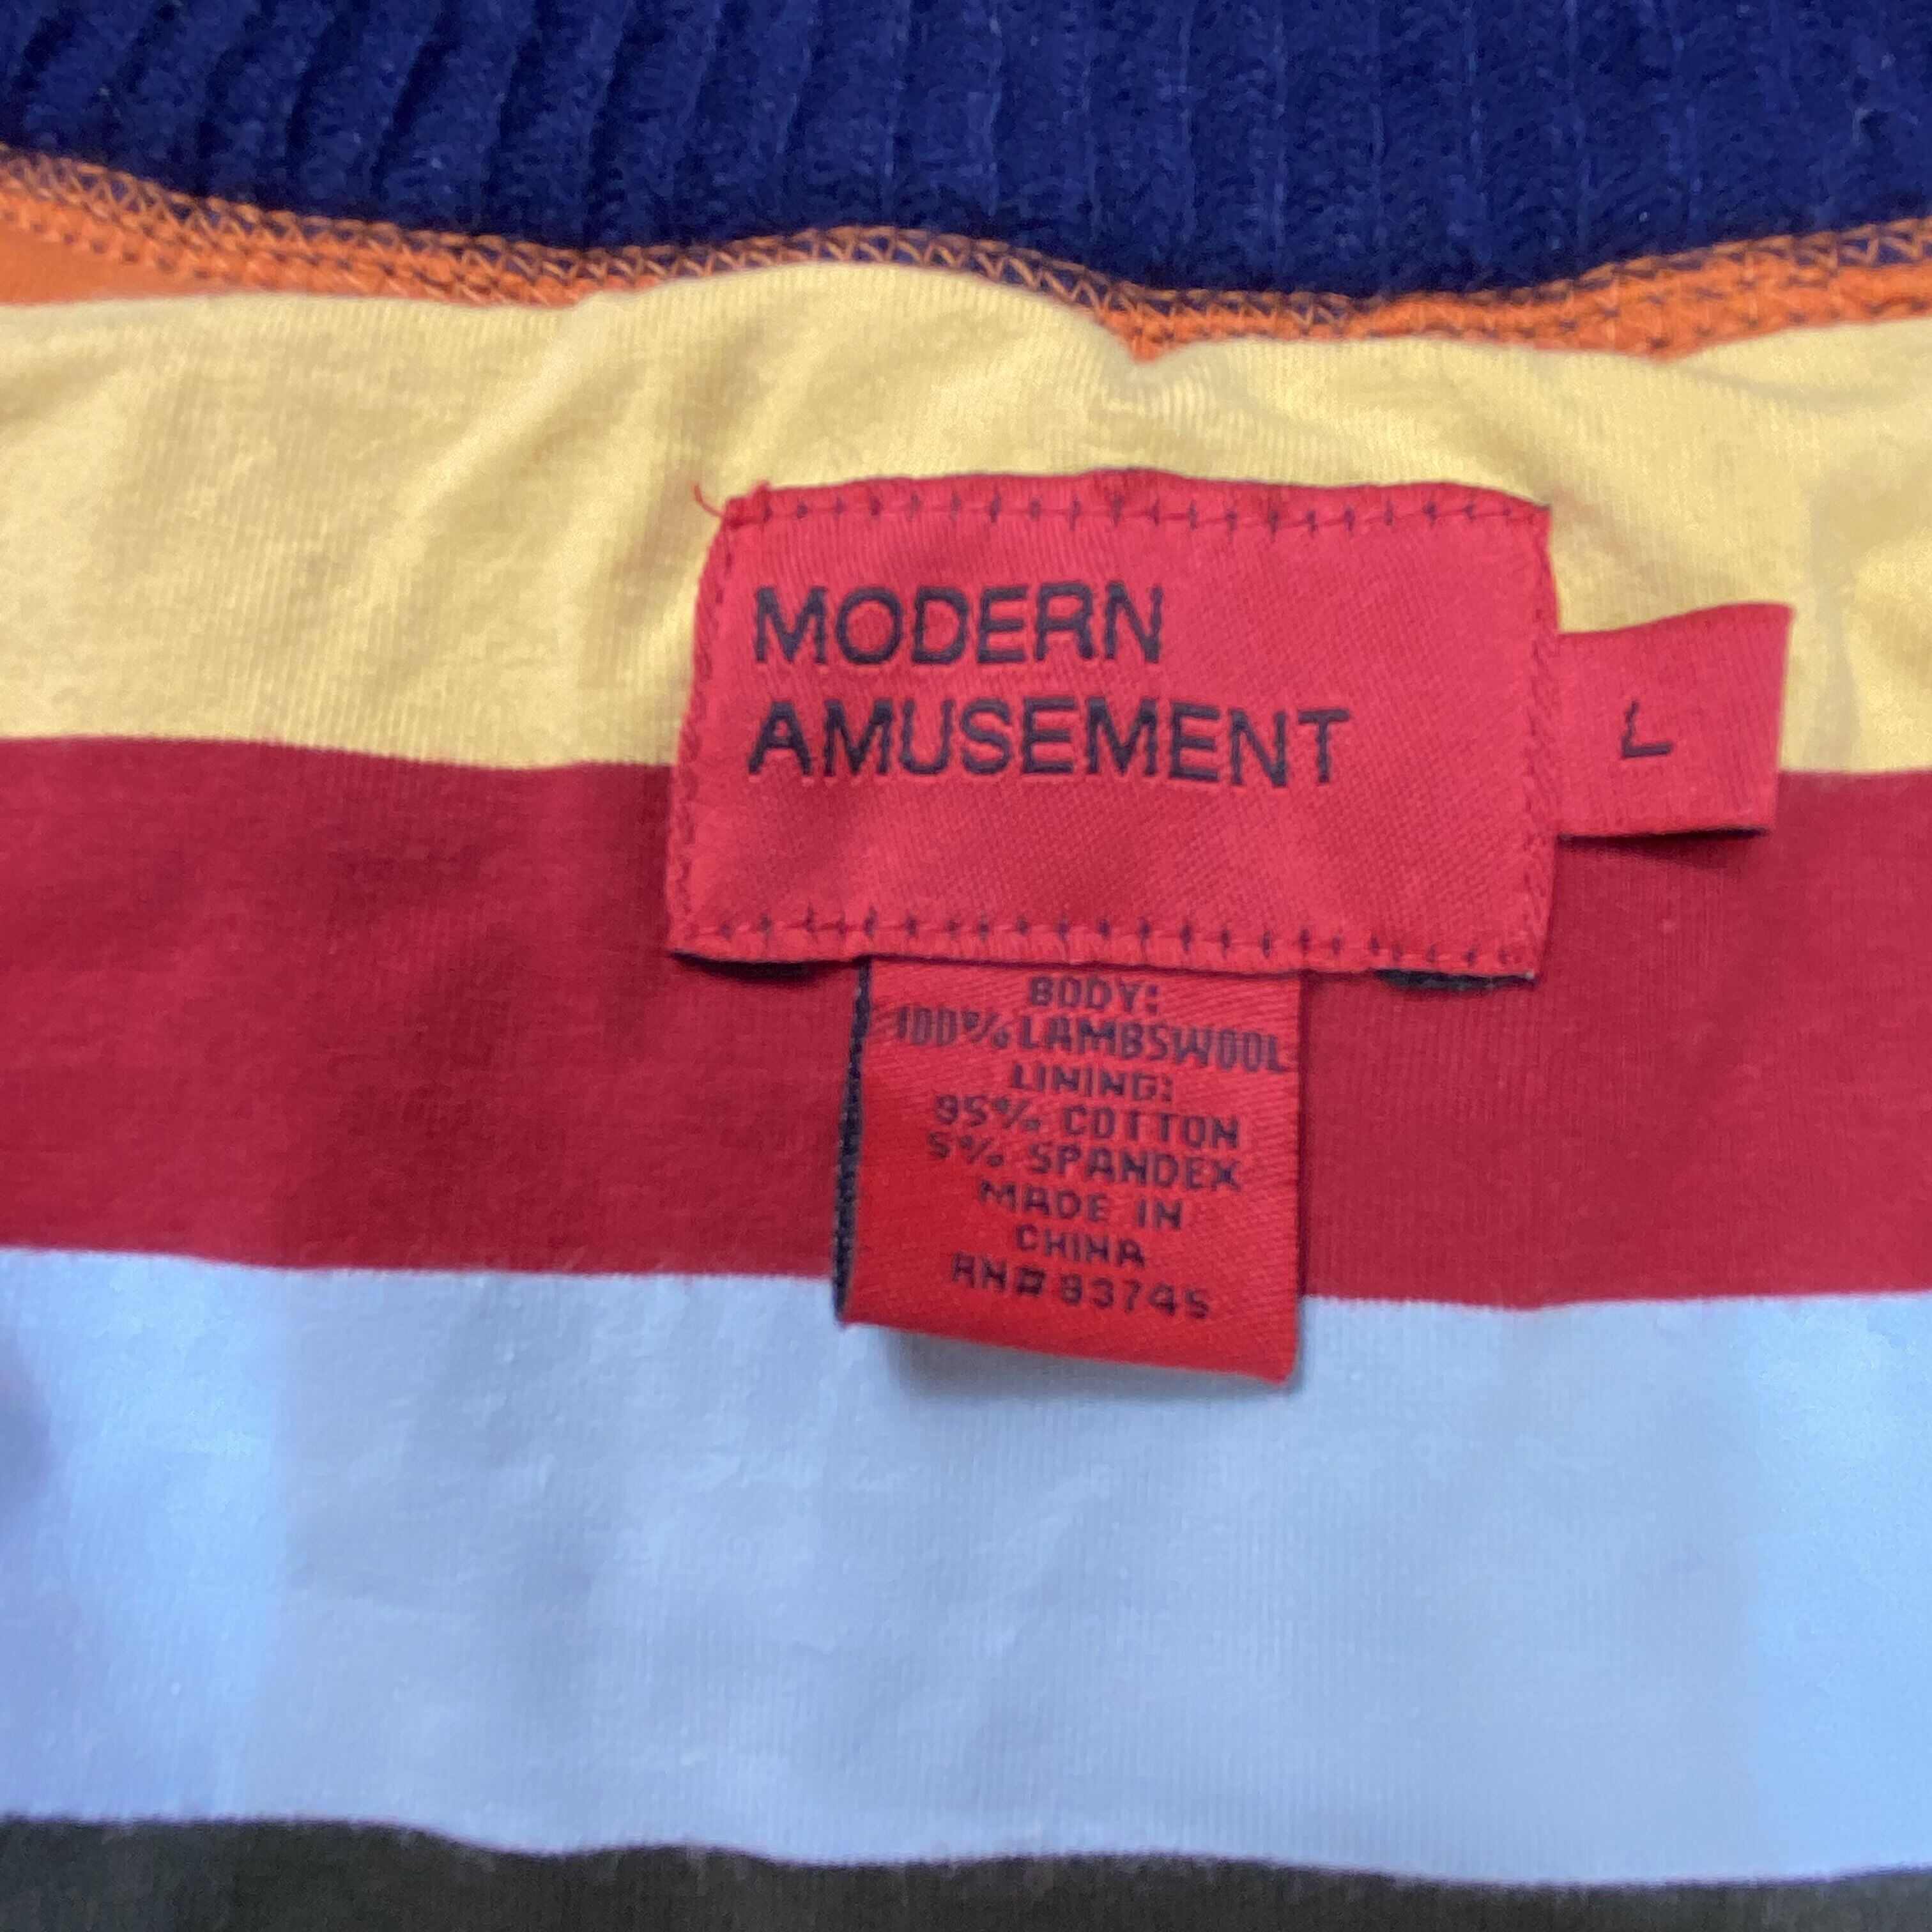 MODERN
AMUSEMENT
L
BODY:
100% LAMBSWOOL
LINING:
95% COTTON
5% SPANDEX
MADE IN
CHINA
RN# 83745